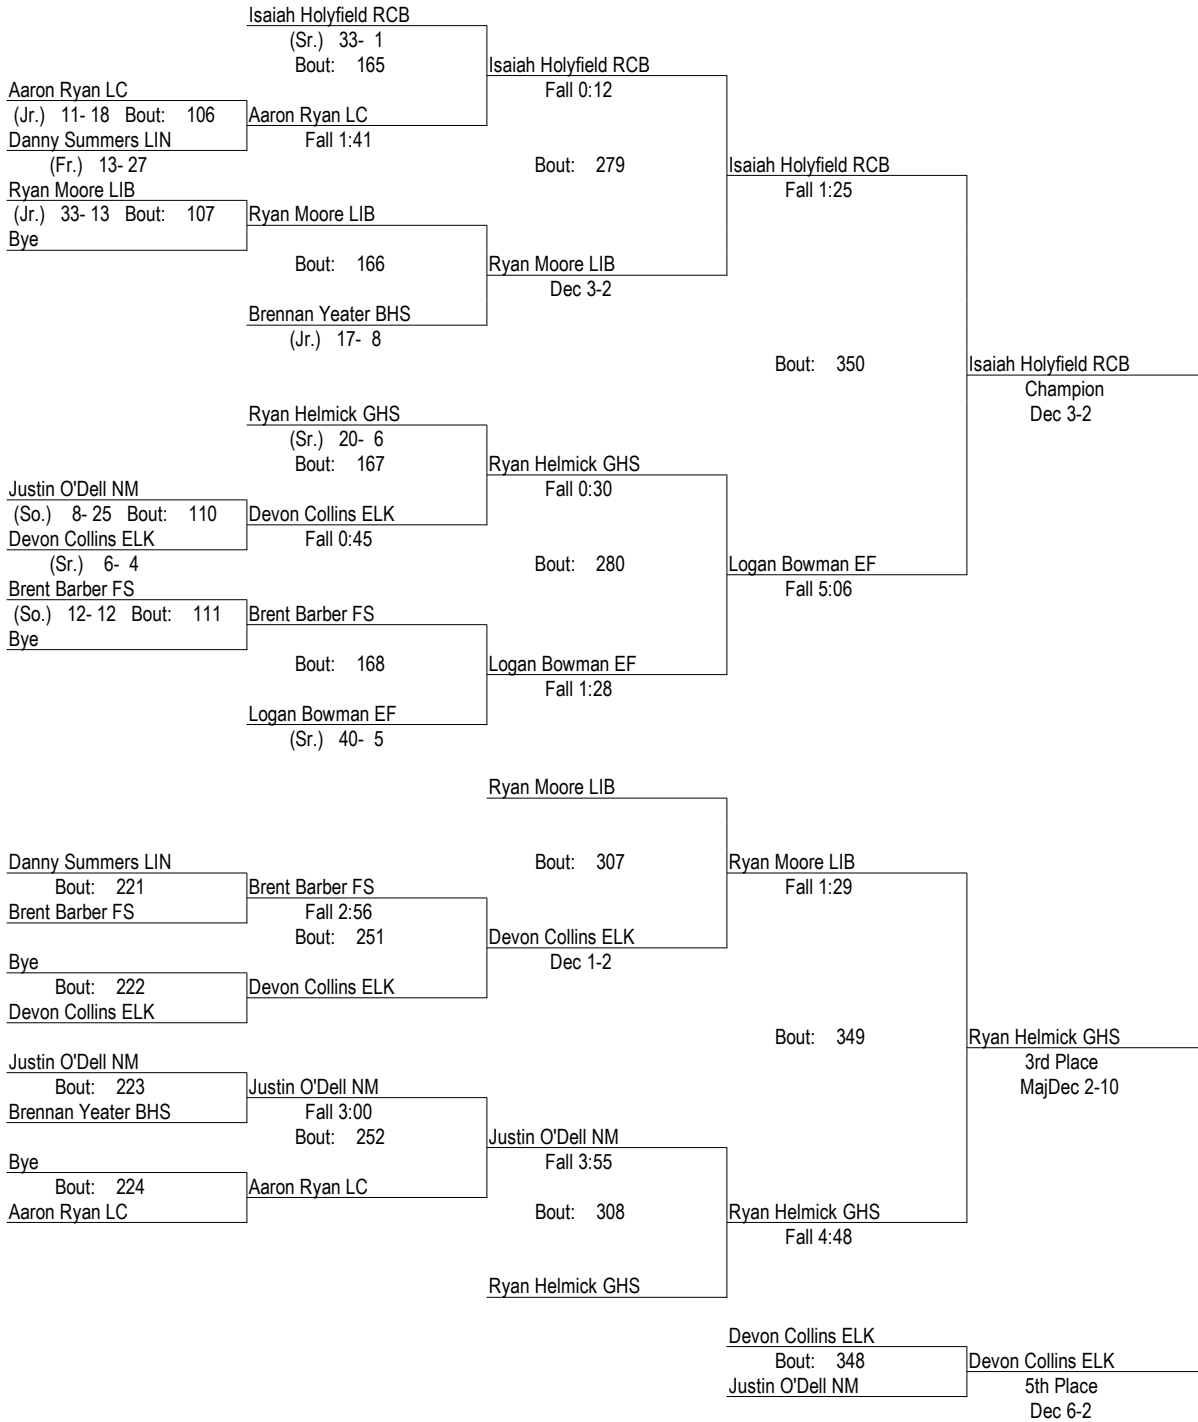 Isaiah Holyfield RCB
(Sr.) 33- 1
Bout: 165
Isaiah Holyfield RCB
Fall 0:12
Aaron Ryan LC
(Jr.) 11- 18 Bout: 106
Aaron Ryan LC
Fall 1:41
Danny Summers LIN
(Fr.) 13- 27
Bout: 279
Isaiah Holyfield RCB
Fall 1:25
Ryan Moore LIB
(Jr.) 33- 13 Bout: 107
Ryan Moore LIB
Bye
Bout: 166
Ryan Moore LIB
Dec 3-2
Brennan Yeater BHS
(Jr.) 17- 8
Bout: 350
Isaiah Holyfield RCB
Champion
Dec 3-2
Ryan Helmick GHS
(Sr.) 20- 6
Bout: 167
Ryan Helmick GHS
Fall 0:30
Justin O'Dell NM
(So.) 8- 25 Bout: 110
Devon Collins ELK
Fall 0:45
Devon Collins ELK
(Sr.) 6- 4
Bout: 280
Logan Bowman EF
Fall 5:06
Brent Barber FS
(So.) 12- 12 Bout: 111
Brent Barber FS
Bye
Bout: 168
Logan Bowman EF
Fall 1:28
Logan Bowman EF
(Sr.) 40- 5
Ryan Moore LIB
Bout: 307
Ryan Moore LIB
Fall 1:29
Danny Summers LIN
Bout: 221
Brent Barber FS
Brent Barber FS
Fall 2:56
Bout: 251
Devon Collins ELK
Dec 1-2
Bye
Bout: 222
Devon Collins ELK
Devon Collins ELK
Bout: 349
Ryan Helmick GHS
3rd Place
MajDec 2-10
Justin O'Dell NM
Bout: 223
Justin O'Dell NM
Brennan Yeater BHS
Fall 3:00
Bout: 252
Justin O'Dell NM
Fall 3:55
Bye
Bout: 224
Aaron Ryan LC
Aaron Ryan LC
Bout: 308
Ryan Helmick GHS
Fall 4:48
Ryan Helmick GHS
Devon Collins ELK
Bout: 348
Devon Collins ELK
Justin O'Dell NM
5th Place
Dec 6-2